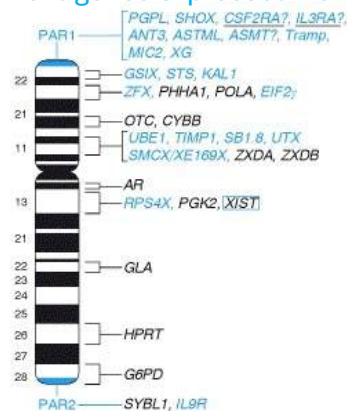 PGPL, SHOX, CSF2RA?, IL3RA?,
PAR1 ANT3, ASTML, ASMT?, Tramp,
MIC2, XG
22 GSIX, STS, KAL1
ZFX, PHHA1, POLA, EIF2γ
21 OTC, CYBB
11 UBE1, TIMP1, SB1.8, UTX
SMCX/XE169X, ZXDA, ZXDB
AR
13 RPS4X, PGK2, XIST
21
22 GLA
23
24
25
26 HPRT
27
28 G6PD
PAR2 SYBL1, IL9R